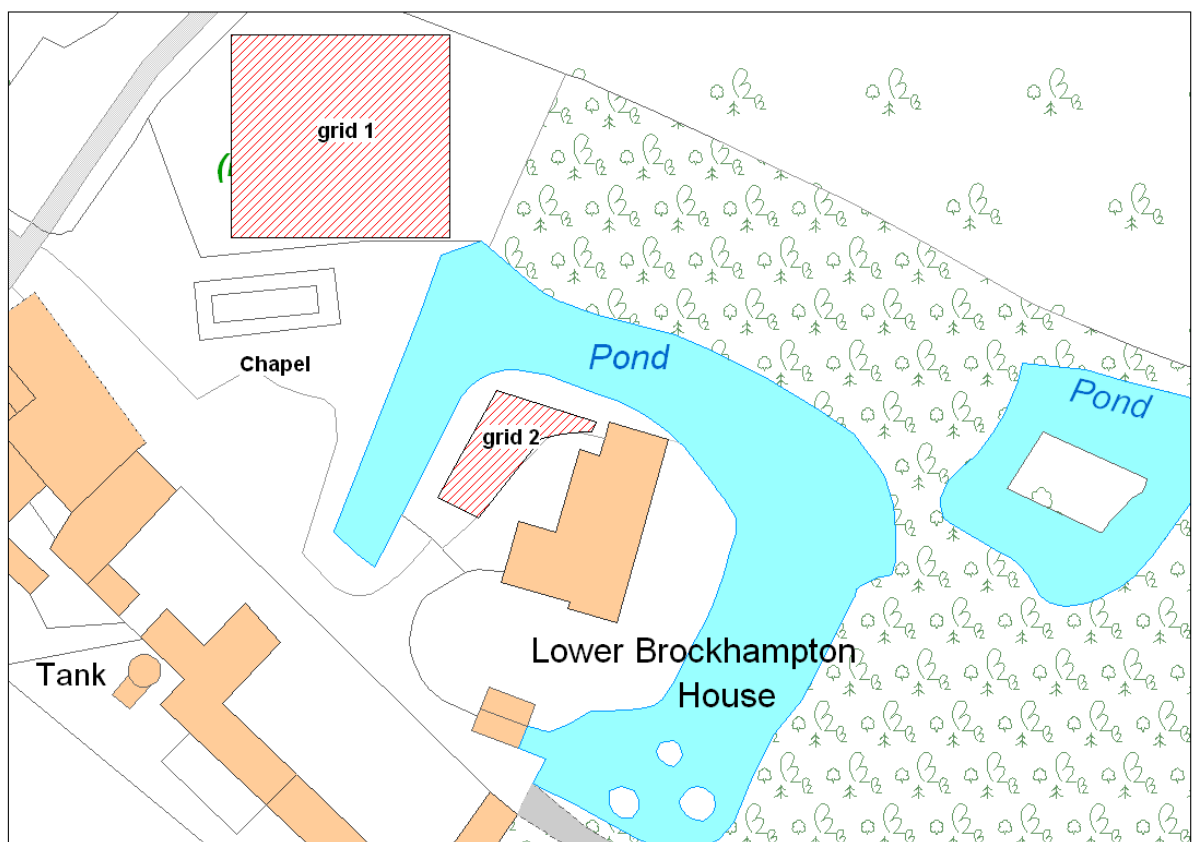 grid 1
Chapel
Pond
Pond
grid 2
Lower Brockhampton
House
Tank